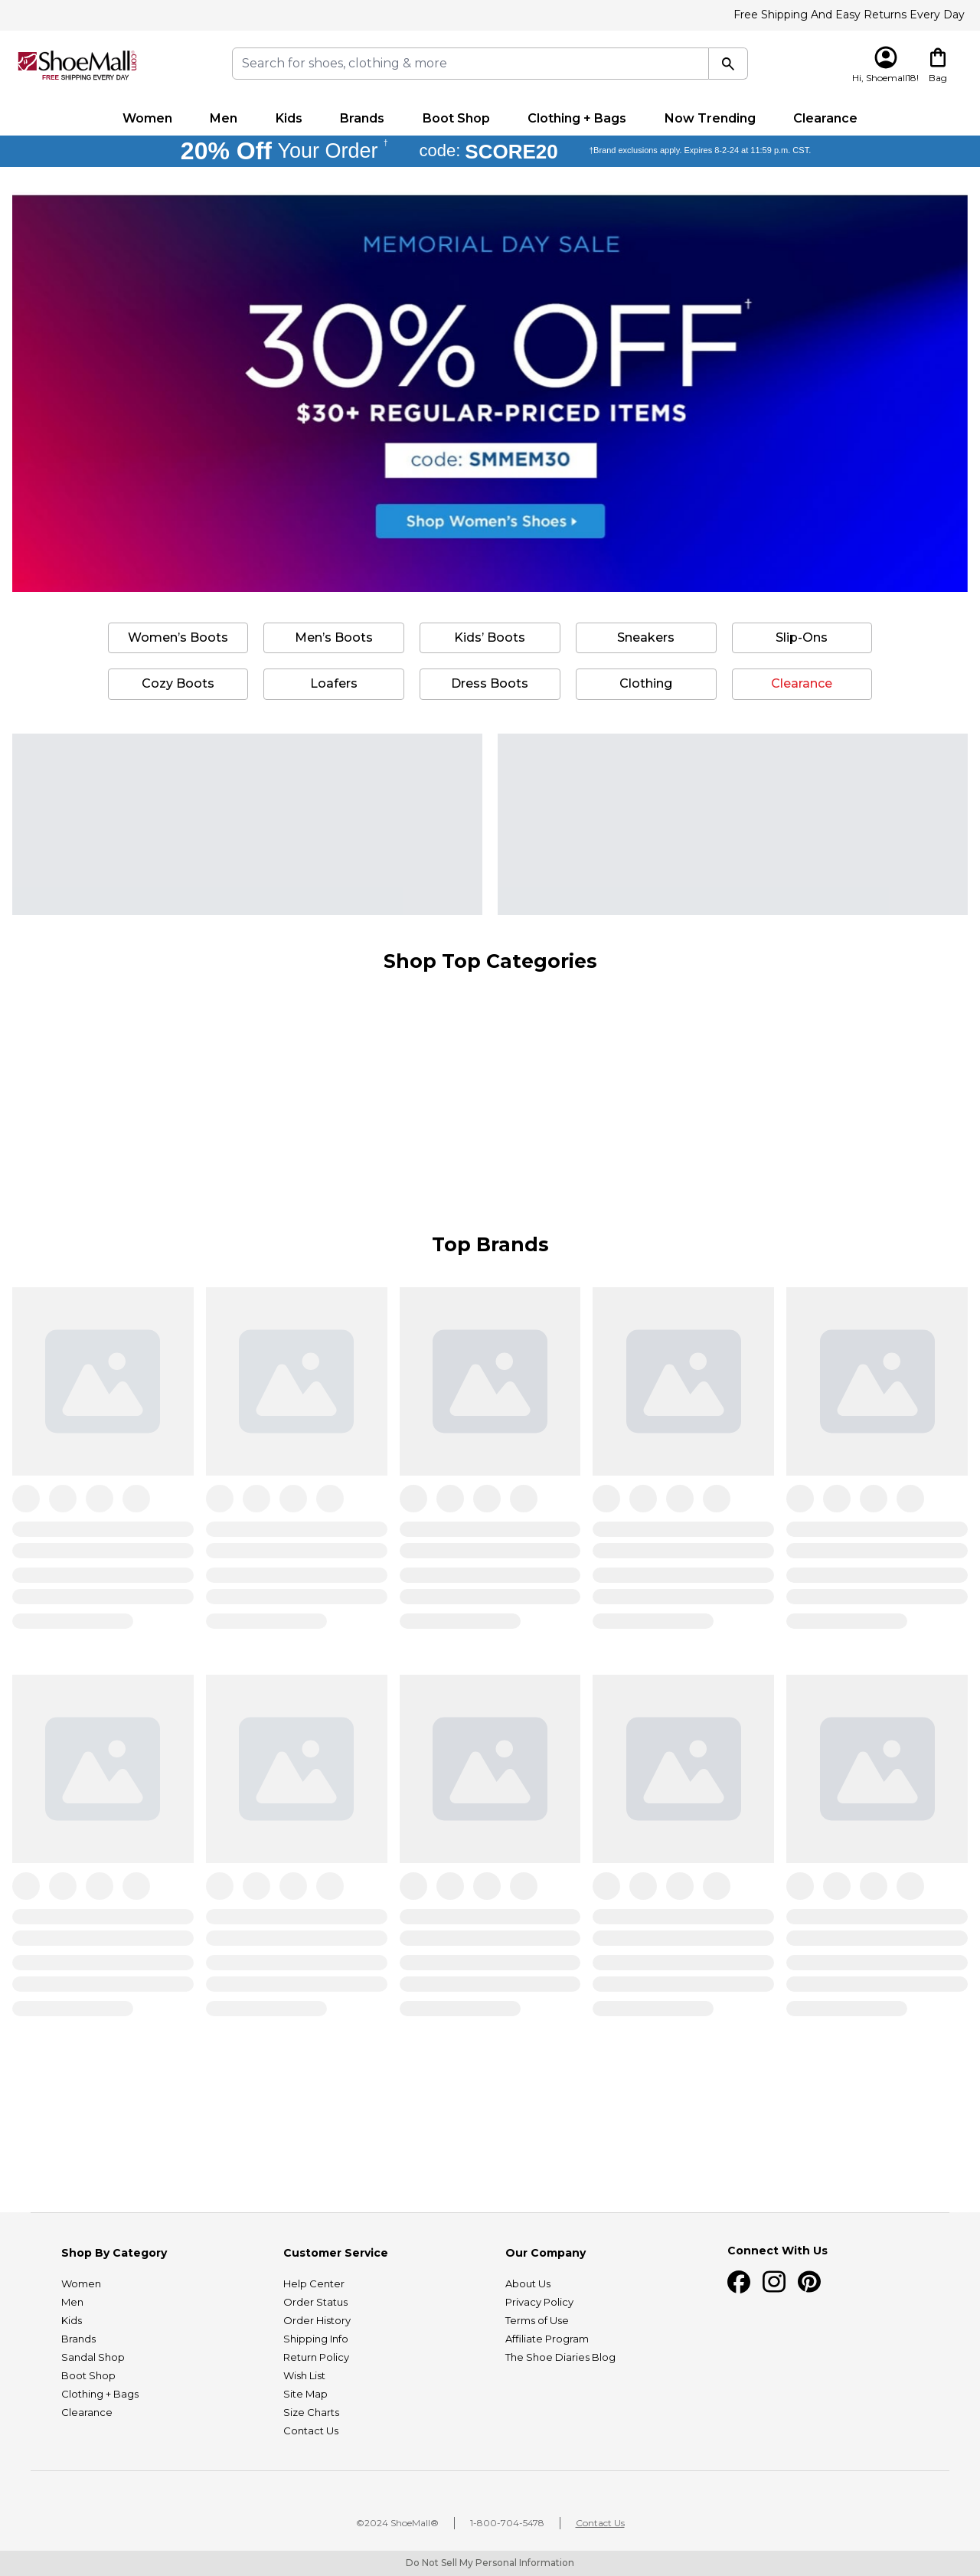 Free Shipping And Easy Returns Every Day
ShoeMall.com
FREE SHIPPING EVERY DAY
Search for shoes, clothing & more
Hi, Shoemall18!
Bag
Women Men Kids Brands Boot Shop Clothing + Bags Now Trending Clearance
20% Off Your Order † code: SCORE20 †Brand exclusions apply. Expires 8-2-24 at 11:59 p.m. CST.
MEMORIAL DAY SALE
30% OFF†
$30+ REGULAR-PRICED ITEMS
code: SMMEM30
Shop Women's Shoes
Women's Boots Men's Boots Kids' Boots Sneakers Slip-Ons
Cozy Boots Loafers Dress Boots Clothing Clearance
Shop Top Categories
Top Brands
Shop By Category
Women
Men
Kids
Brands
Sandal Shop
Boot Shop
Clothing + Bags
Clearance
Customer Service
Help Center
Order Status
Order History
Shipping Info
Return Policy
Wish List
Site Map
Size Charts
Contact Us
Our Company
About Us
Privacy Policy
Terms of Use
Affiliate Program
The Shoe Diaries Blog
Connect With Us
©2024 ShoeMall® 1-800-704-5478 Contact Us
Do Not Sell My Personal Information